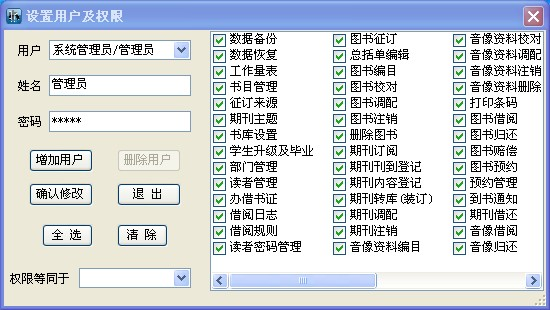 设置用户及权限
用户 系统管理员/管理员
姓名 管理员
密码 *****
增加用户 删除用户
确认修改 退 出
全 选 清 除
权限等同于
数据备份 图书征订 音像资料校对
数据恢复 总括单编辑 音像资料调配
工作量表 图书编目 音像资料注销
书目管理 图书校对 音像资料删除
征订来源 图书调配 打印条码
期刊主题 图书注销 图书借阅
书库设置 删除图书 图书归还
学生升级及毕业 期刊订阅 图书赔偿
部门管理 期刊刊到登记 图书预约
读者管理 期刊内容登记 预约管理
办借书证 期刊转库(装订) 到书通知
借阅日志 期刊调配 期刊借还
借阅规则 期刊注销 音像借阅
读者密码管理 音像资料编目 音像归还